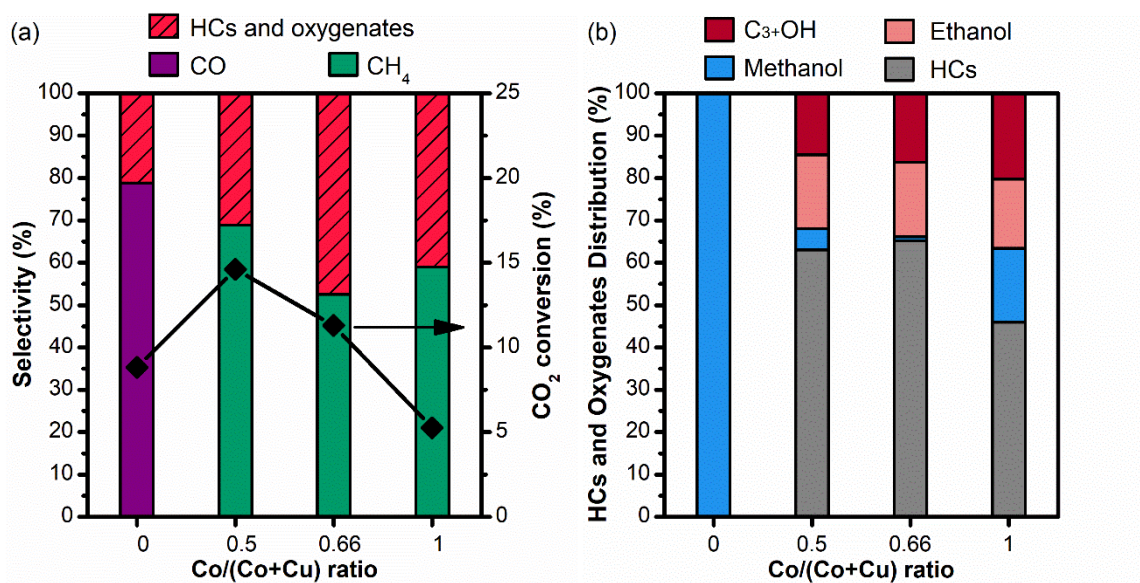 (a)
HCs and oxygenates
CO
CH4
100
90
80
70
60
50
40
30
20
10
0
Selectivity (%)
25
20
15
10
5
0
CO2 conversion (%)
0 0.5 0.66 1
Co/(Co+Cu) ratio
(b)
C3+OH Ethanol
Methanol HCs
100
90
80
70
60
50
40
30
20
10
0
HCs and Oxygenates Distribution (%)
0 0.5 0.66 1
Co/(Co+Cu) ratio